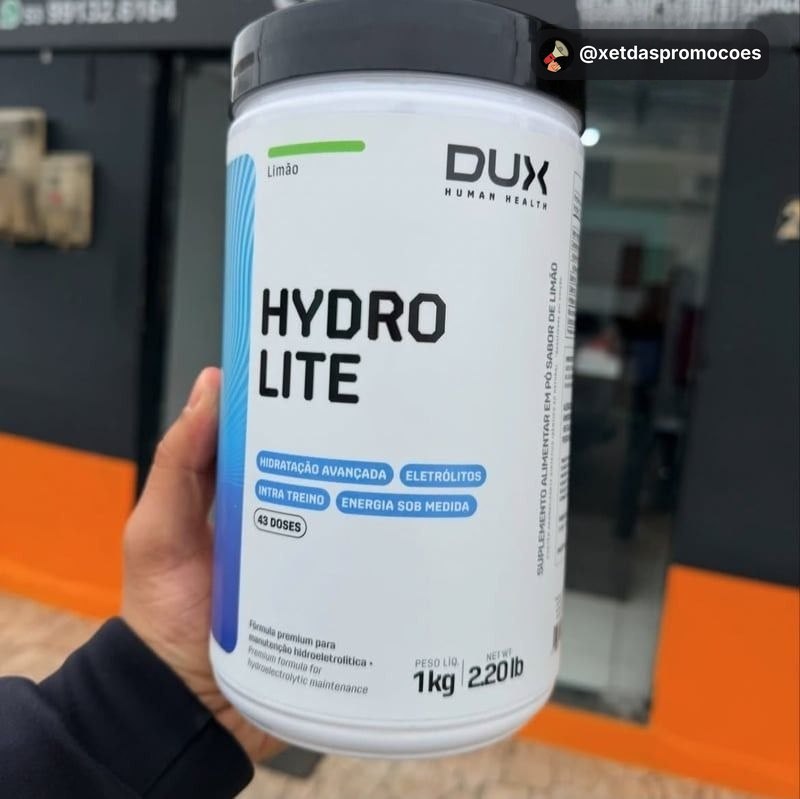 @xetdaspromocoes
Limão
DUX
HUMAN HEALTH
HYDRO
LITE
HIDRATAÇÃO AVANÇADA
ELETRÓLITOS
INTRA TREINO
ENERGIA SOB MEDIDA
43 DOSES
Fórmula premium para
manutenção hidroeletrolítica •
Premium formula for
hydroelectrolytic maintenance
PESO LÍQ.
1kg
NET WT
2.20 lb
SUPLEMENTO ALIMENTAR EM PÓ SABOR DE LIMÃO